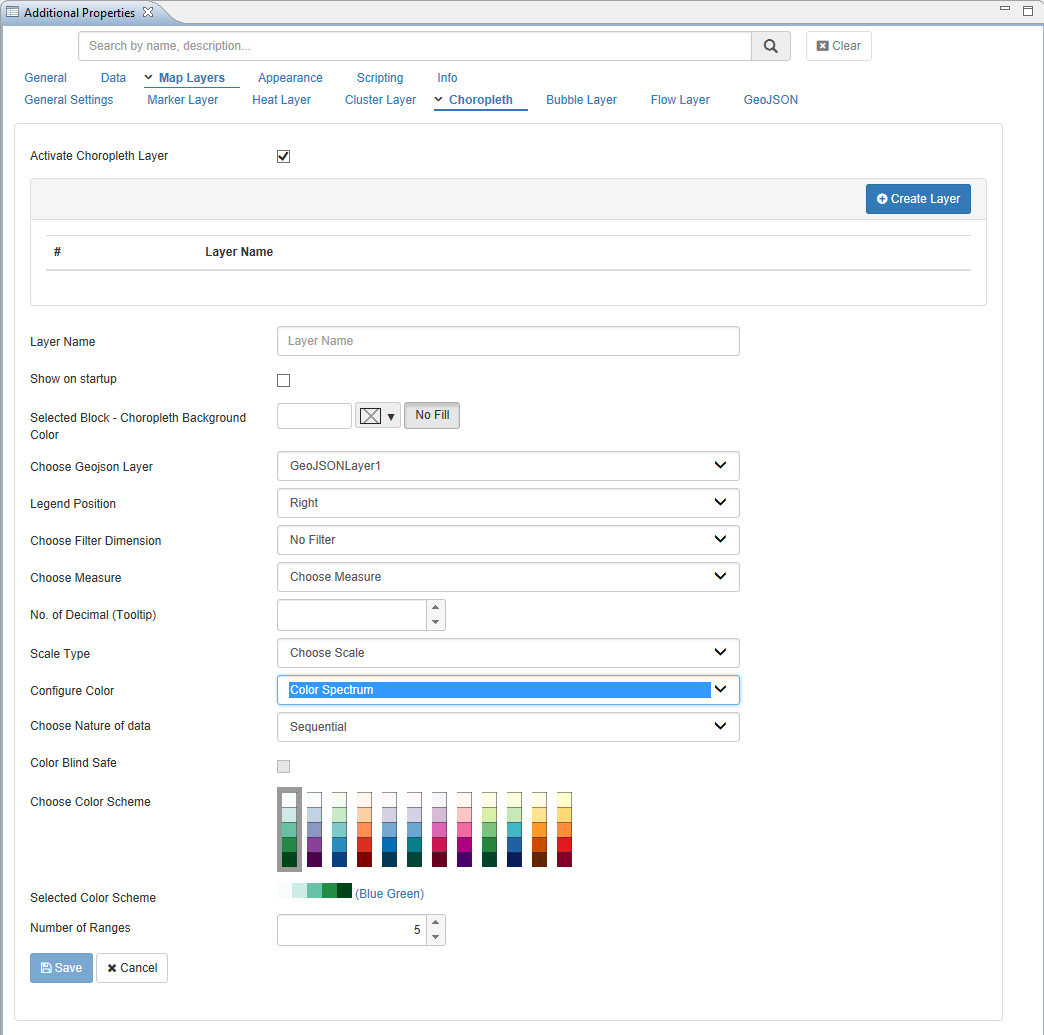 Additional Properties
Search by name, description...
Clear
General Data Map Layers Appearance Scripting Info
General Settings Marker Layer Heat Layer Cluster Layer Choropleth Bubble Layer Flow Layer GeoJSON
Activate Choropleth Layer
Create Layer
# Layer Name
Layer Name Layer Name
Show on startup
Selected Block - Choropleth Background
Color
No Fill
Choose Geojson Layer GeoJSONLayer1
Legend Position Right
Choose Filter Dimension No Filter
Choose Measure Choose Measure
No. of Decimal (Tooltip)
Scale Type Choose Scale
Configure Color Color Spectrum
Choose Nature of data Sequential
Color Blind Safe
Choose Color Scheme
Selected Color Scheme (Blue Green)
Number of Ranges 5
Save Cancel